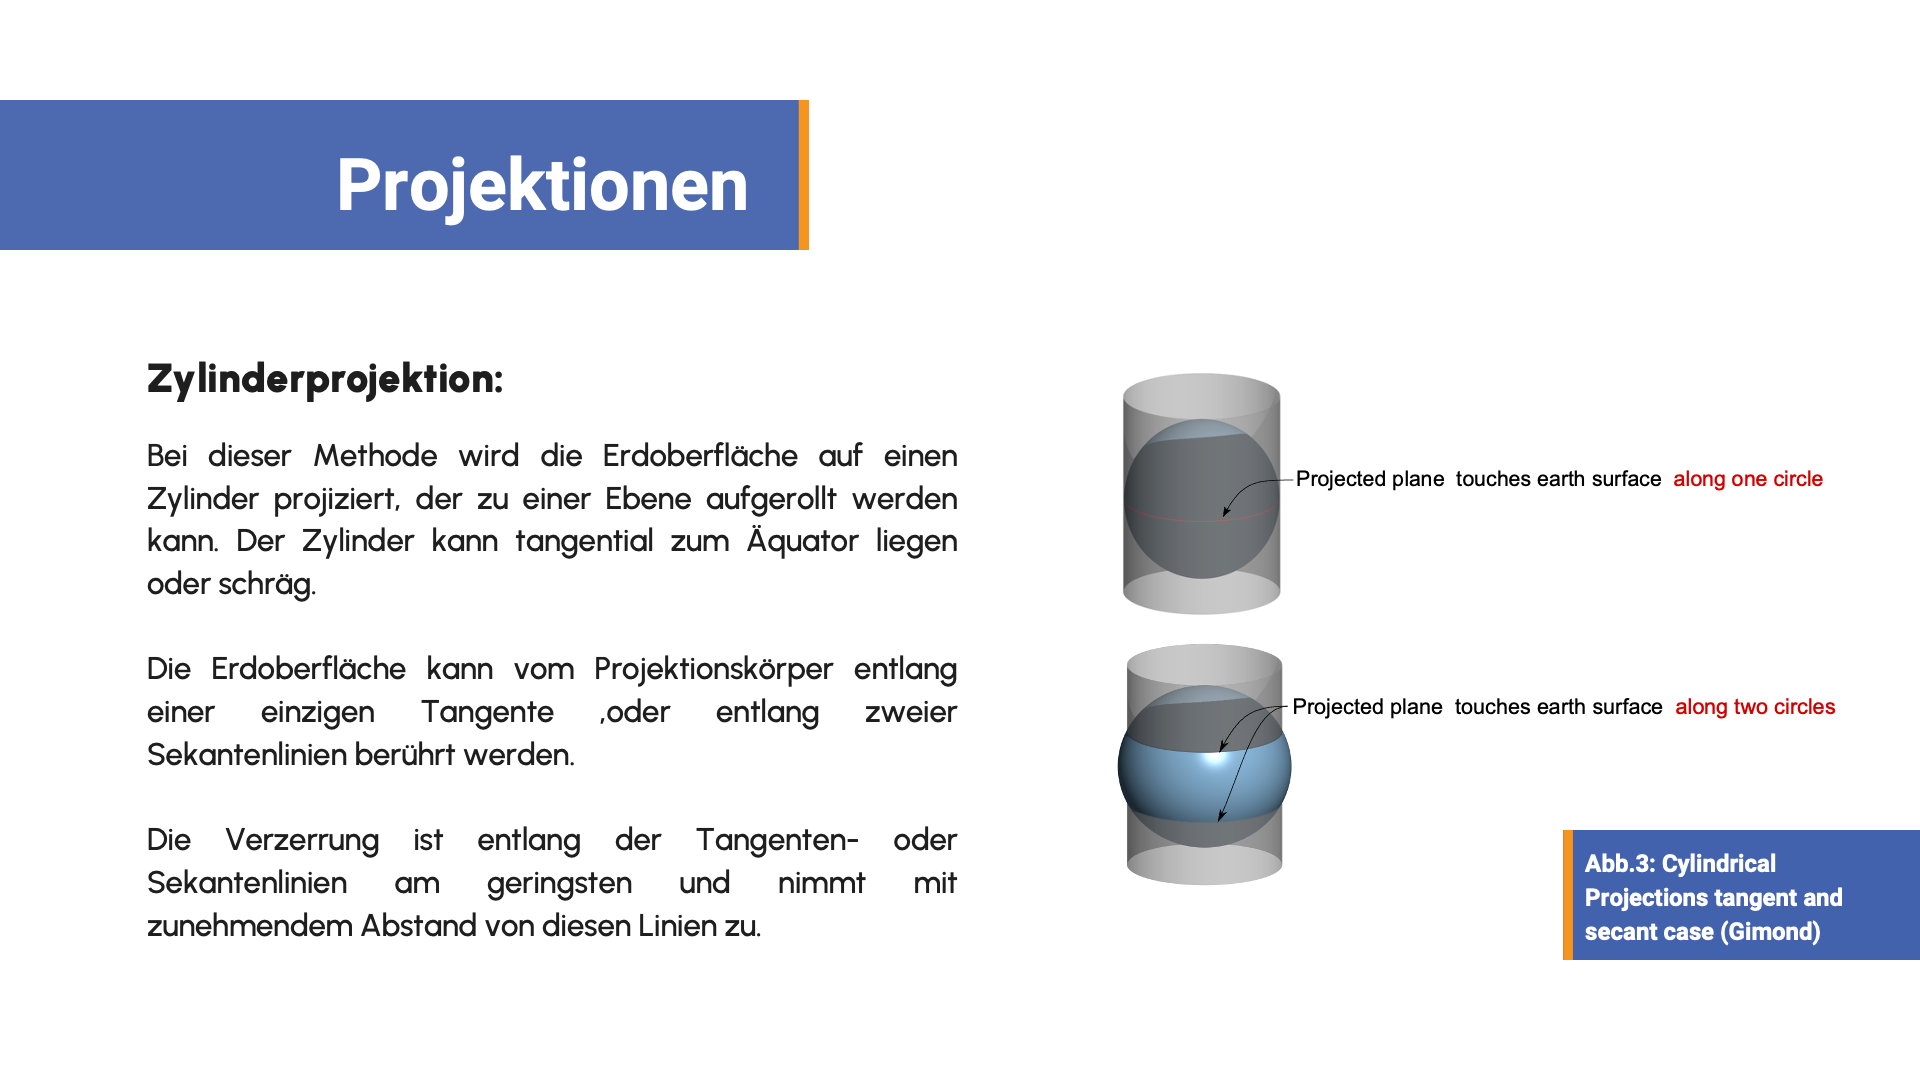 Projektionen
Zylinderprojektion:
Bei dieser Methode wird die Erdoberfläche auf einen
Zylinder projiziert, der zu einer Ebene aufgerollt werden
kann. Der Zylinder kann tangential zum Äquator liegen
oder schräg.
Die Erdoberfläche kann vom Projektionskörper entlang
einer einzigen Tangente ,oder entlang zweier
Sekantenlinien berührt werden.
Die Verzerrung ist entlang der Tangenten- oder
Sekantenlinien am geringsten und nimmt mit
zunehmendem Abstand von diesen Linien zu.
Projected plane touches earth surface along one circle
Projected plane touches earth surface along two circles
Abb.3: Cylindrical
Projections tangent and
secant case (Gimond)